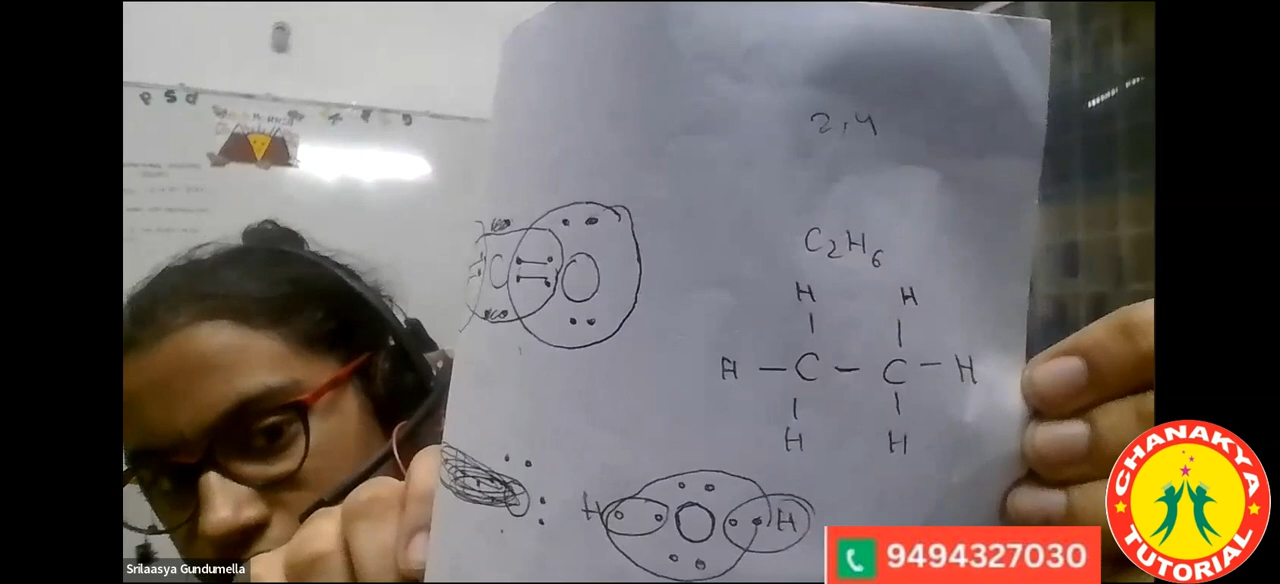 P S d
2,4
C2H6
H H
H — C — C — H
H H
C O
H O H
Srilaasya Gundumella
9494327030
CHANAKYA
TUTORIAL